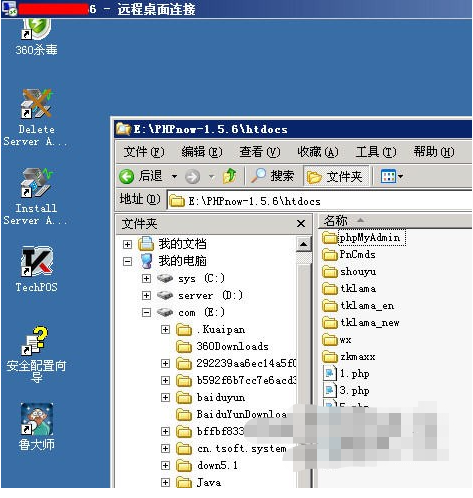 6 - 远程桌面连接
360杀毒
Delete
Server A...
Install
Server A...
TechPOS
安全配置向
导
鲁大师
E:\PHPnow-1.5.6\htdocs
文件(F) 编辑(E) 查看(V) 收藏(A) 工具(T) 帮助(H)
后退 搜索 文件夹
地址(D) E:\PHPnow-1.5.6\htdocs
文件夹
我的文档
我的电脑
sys (C:)
server (D:)
com (E:)
.Kuaipan
360Downloads
292239aa6ec14a5f0
b592f6b7cc7e6acd3
baiduyun
BaiduYunDownloa
bffbf833
cn.tsoft.system
down5.1
Java
名称
phpMyAdmin
PnCmds
shouyu
tklama
tklama_en
tklama_new
wx
zkmaxx
1.php
3.php